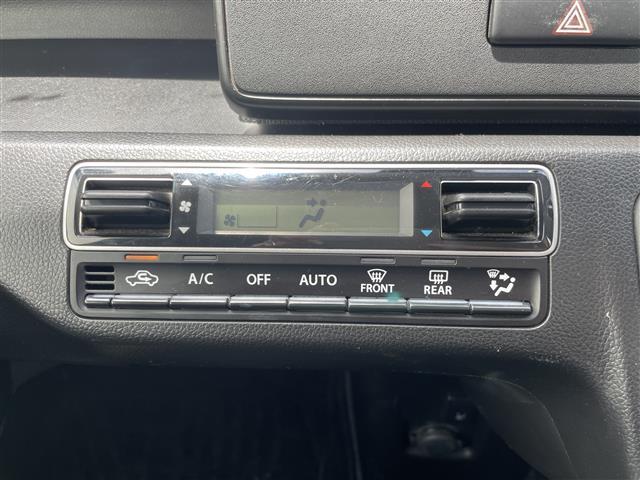 A/C OFF AUTO FRONT REAR